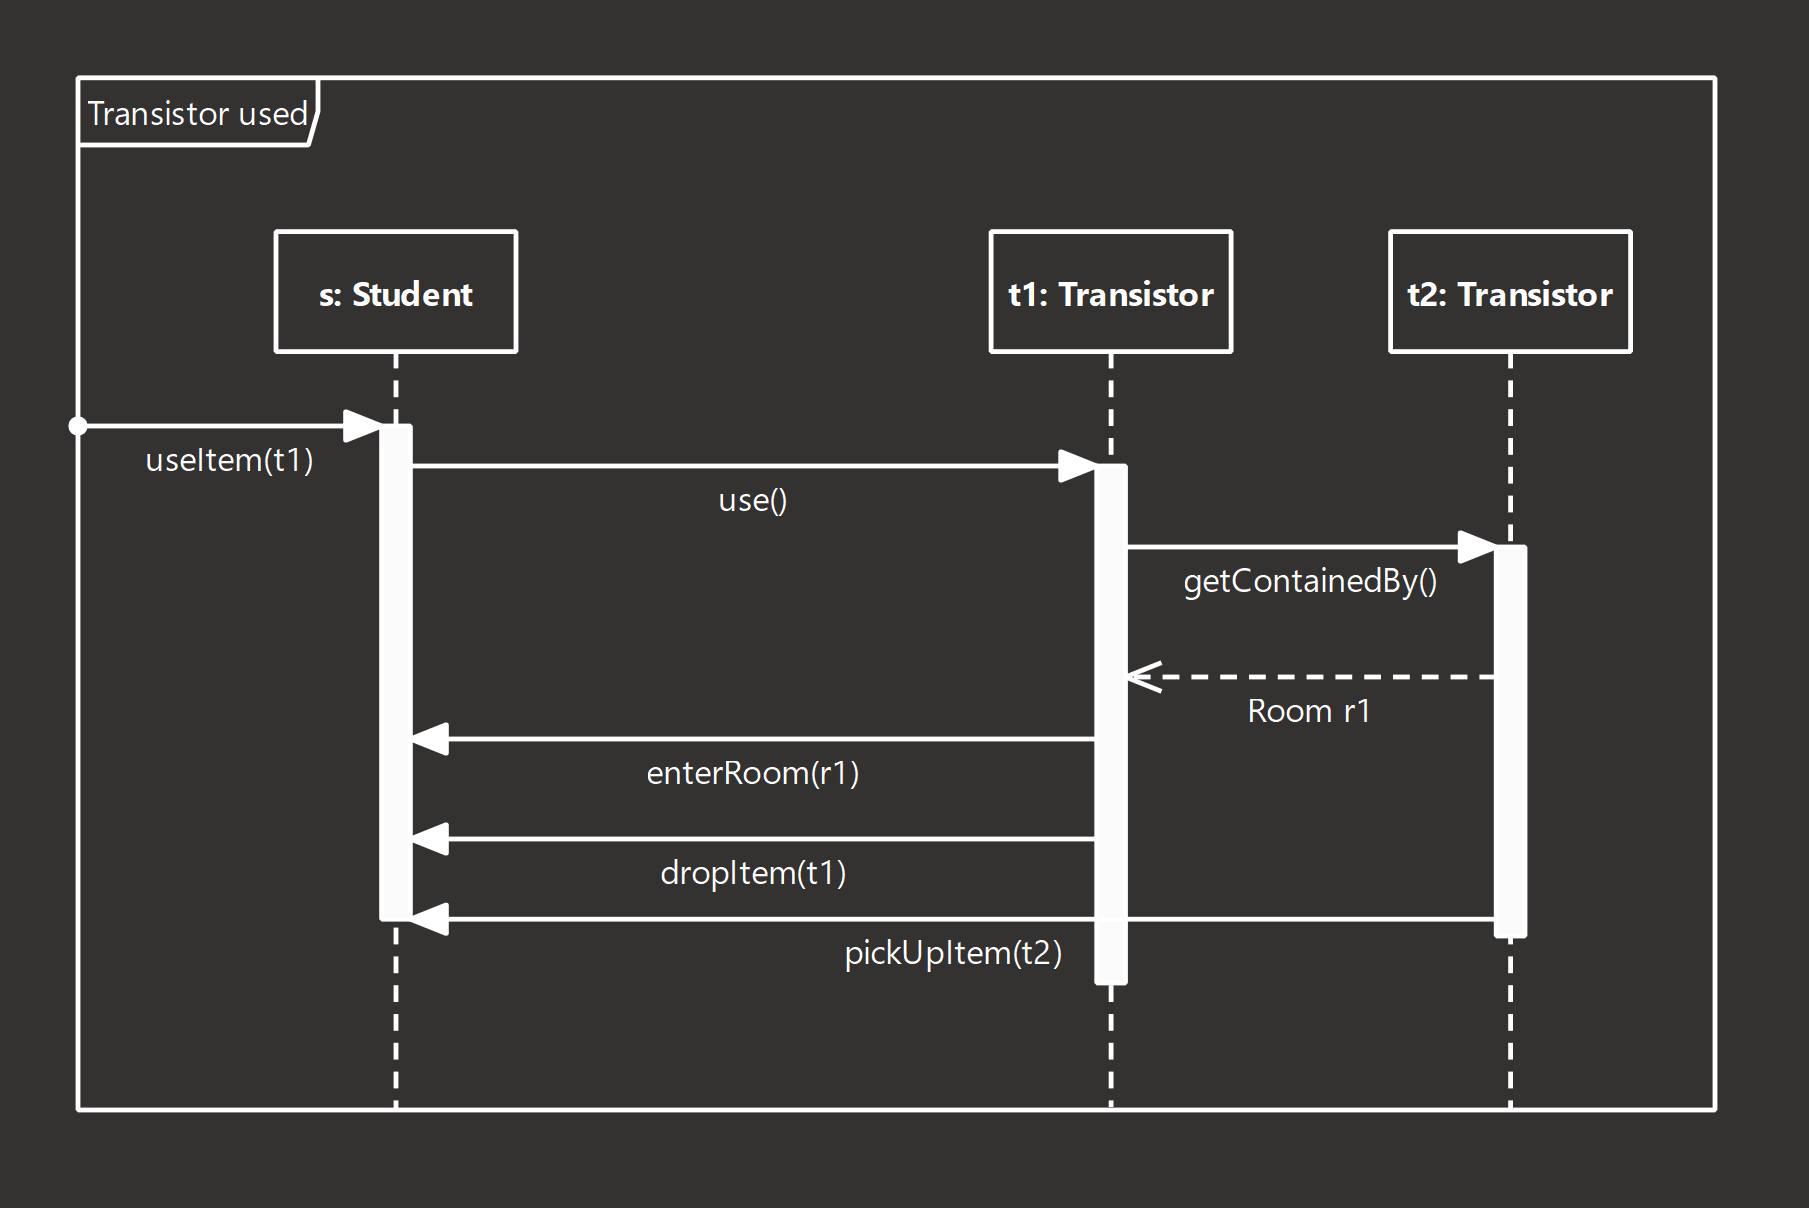 Transistor used
s: Student
t1: Transistor
t2: Transistor
useItem(t1)
use()
getContainedBy()
Room r1
enterRoom(r1)
dropItem(t1)
pickUpItem(t2)